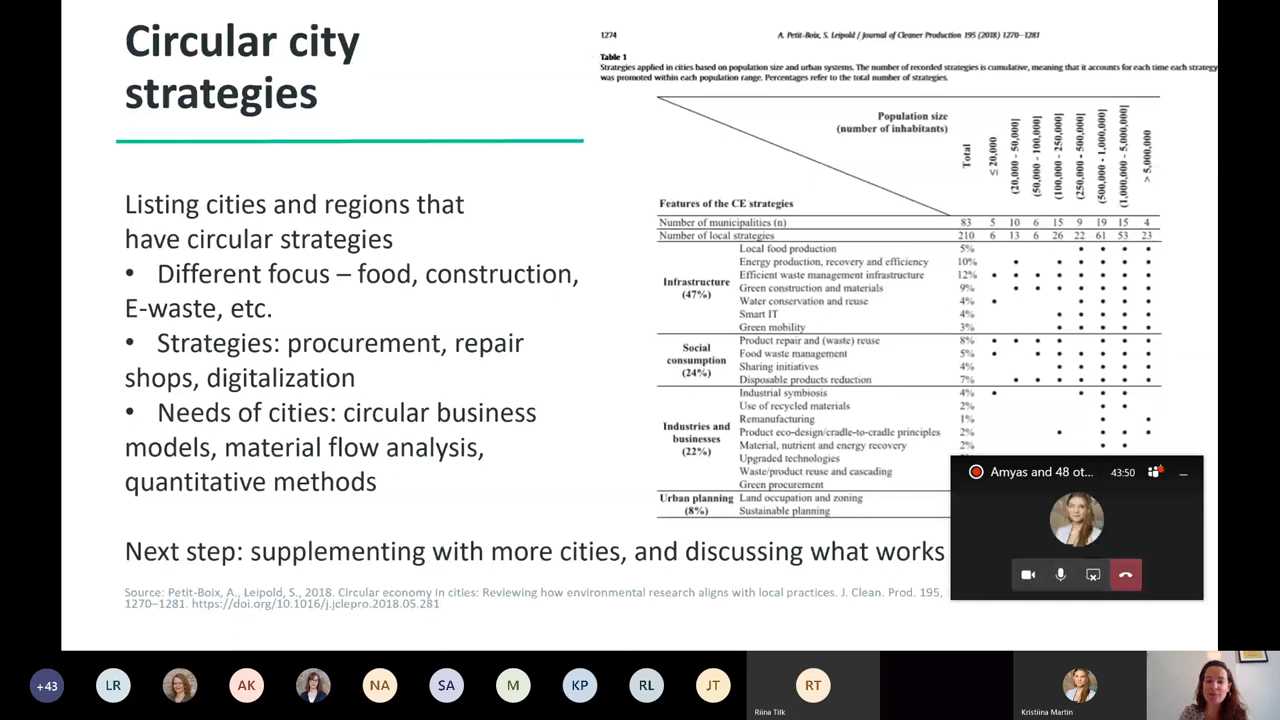 Circular city
strategies
Listing cities and regions that
have circular strategies
• Different focus – food, construction,
E-waste, etc.
• Strategies: procurement, repair
shops, digitalization
• Needs of cities: circular business
models, material flow analysis,
quantitative methods
Next step: supplementing with more cities, and discussing what works
Source: Petit-Boix, A., Leipold, S., 2018. Circular economy in cities: Reviewing how environmental research aligns with local practices. J. Clean. Prod. 195,
1270–1281. https://doi.org/10.1016/j.jclepro.2018.05.281
1274 A. Petit-Boix, S. Leipold / Journal of Cleaner Production 195 (2018) 1270–1281
Table 1
Strategies applied in cities based on population size and urban systems. The number of recorded strategies is cumulative, meaning that it accounts for each time each strategy
was promoted within each population range. Percentages refer to the total number of strategies.
Population size
(number of inhabitants)
Features of the CE strategies
Total
≤ 20,000
(20,000 - 50,000]
(50,000 - 100,000]
(100,000 - 250,000]
(250,000 - 500,000]
(500,000 - 1,000,000]
(1,000,000 - 5,000,000]
> 5,000,000
Number of municipalities (n) 83 5 10 6 15 9 19 15 4
Number of local strategies 210 6 13 6 26 22 61 53 23
Infrastructure
(47%)
Local food production 5%
Energy production, recovery and efficiency 10%
Efficient waste management infrastructure 12%
Green construction and materials 9%
Water conservation and reuse 4%
Smart IT 4%
Green mobility 3%
Social
consumption
(24%)
Product repair and (waste) reuse 8%
Food waste management 5%
Sharing initiatives 4%
Disposable products reduction 7%
Industries and
businesses
(22%)
Industrial symbiosis 4%
Use of recycled materials 2%
Remanufacturing 1%
Product eco-design/cradle-to-cradle principles 2%
Material, nutrient and energy recovery 2%
Upgraded technologies
Waste/product reuse and cascading
Green procurement
Urban planning
(8%)
Land occupation and zoning
Sustainable planning
Amyas and 48 ot... 43:50
+43 LR AK NA SA M KP RL JT RT
Riina Tilk
Kristiina Martin